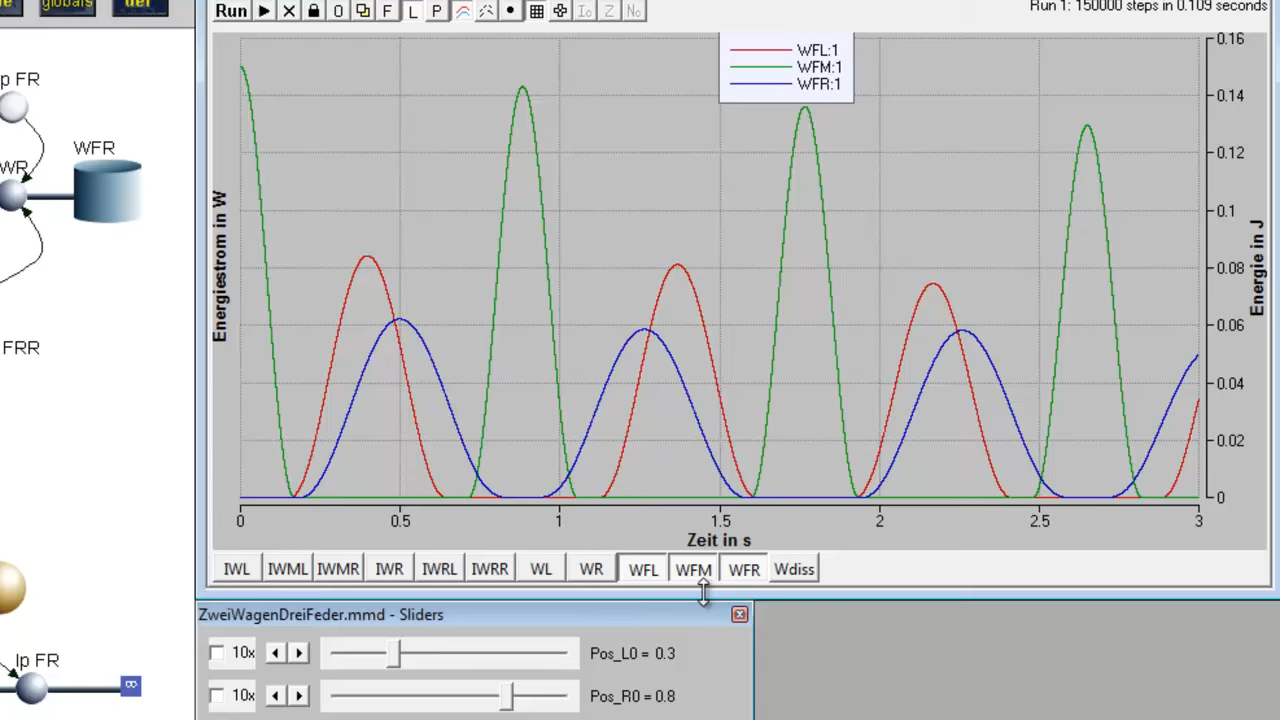 globals
der
Run
0
F
L
P
Z
Run 1: 150000 steps in 0.109 seconds
WFL:1
WFM:1
WFR:1
p FR
WR
WFR
FRR
Ip FR
Energiestrom in W
0.16
0.14
0.12
0.1
0.08
0.06
0.04
0.02
0
Energie in J
0
0.5
1
1.5
2
2.5
3
Zeit in s
IWL
IWML
IWMR
IWR
IWRL
IWRR
WL
WR
WFL
WFM
WFR
Wdiss
ZweiWagenDreiFeder.mmd - Sliders
10x
Pos_L0 = 0.3
10x
Pos_R0 = 0.8